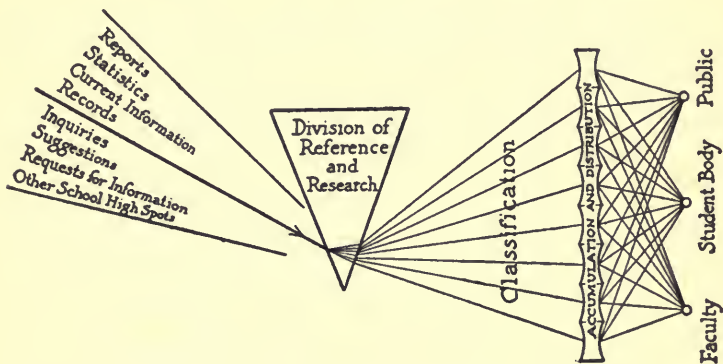 Reports
Statistics
Current Information
Records
Inquiries
Suggestions
Requests for Information
Other School High Spots
Division of
Reference
and
Research
Classification
ACCUMULATION AND DISTRIBUTION
Public
Student Body
Faculty